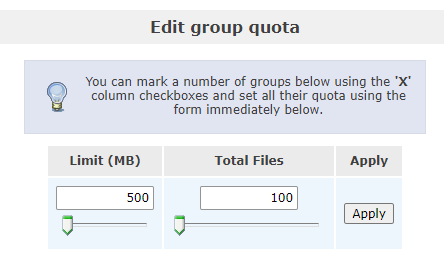 Edit group quota
You can mark a number of groups below using the 'X'
column checkboxes and set all their quota using the
form immediately below.
Limit (MB) Total Files Apply
500 100 Apply